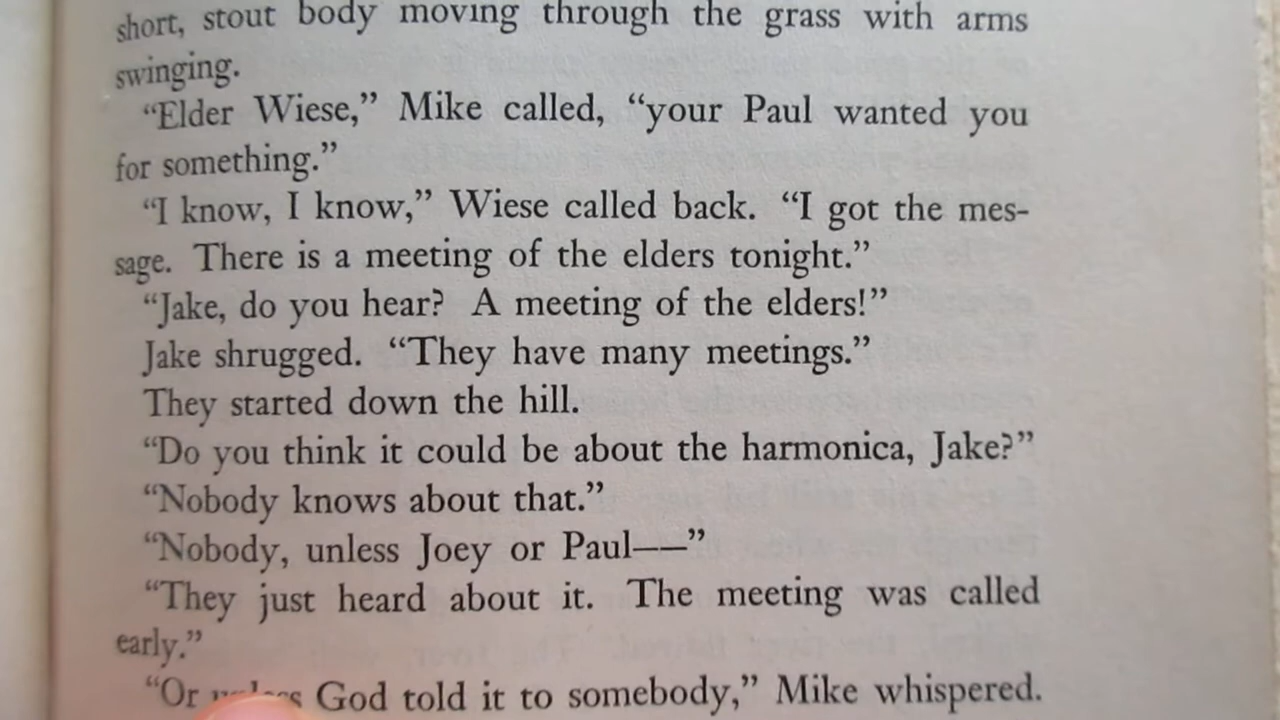 short, stout body moving through the grass with arms
swinging.
“Elder Wiese,” Mike called, “your Paul wanted you
for something.”
“I know, I know,” Wiese called back. “I got the mes-
sage. There is a meeting of the elders tonight.”
“Jake, do you hear? A meeting of the elders!”
Jake shrugged. “They have many meetings.”
They started down the hill.
“Do you think it could be about the harmonica, Jake?”
“Nobody knows about that.”
“Nobody, unless Joey or Paul——”
“They just heard about it. The meeting was called
early.”
“Or God told it to somebody,” Mike whispered.